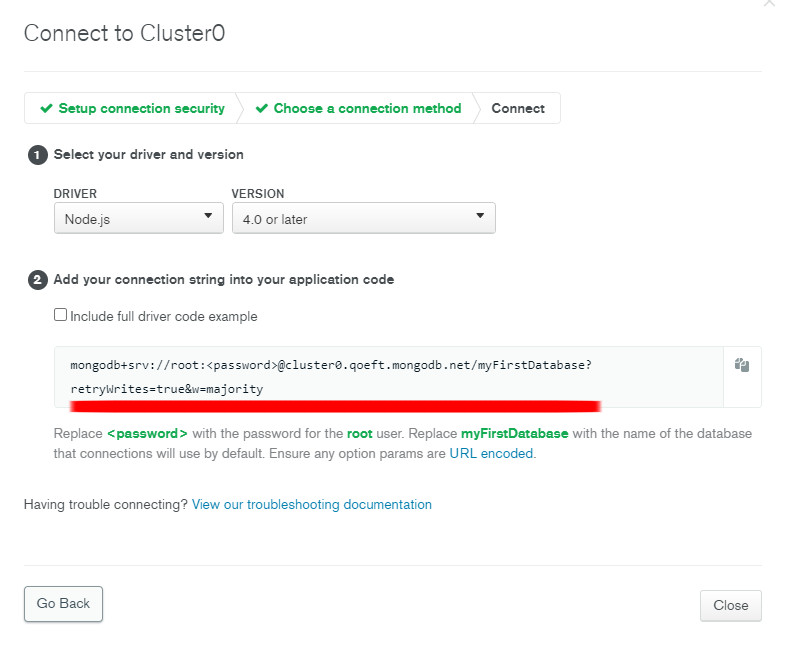 Connect to Cluster0
Setup connection security
Choose a connection method
Connect
1 Select your driver and version
DRIVER
VERSION
Node.js
4.0 or later
2 Add your connection string into your application code
Include full driver code example
mongodb+srv://root:<password>@cluster0.qoeft.mongodb.net/myFirstDatabase?
retryWrites=true&w=majority
Replace <password> with the password for the root user. Replace myFirstDatabase with the name of the database
that connections will use by default. Ensure any option params are URL encoded.
Having trouble connecting? View our troubleshooting documentation
Go Back
Close